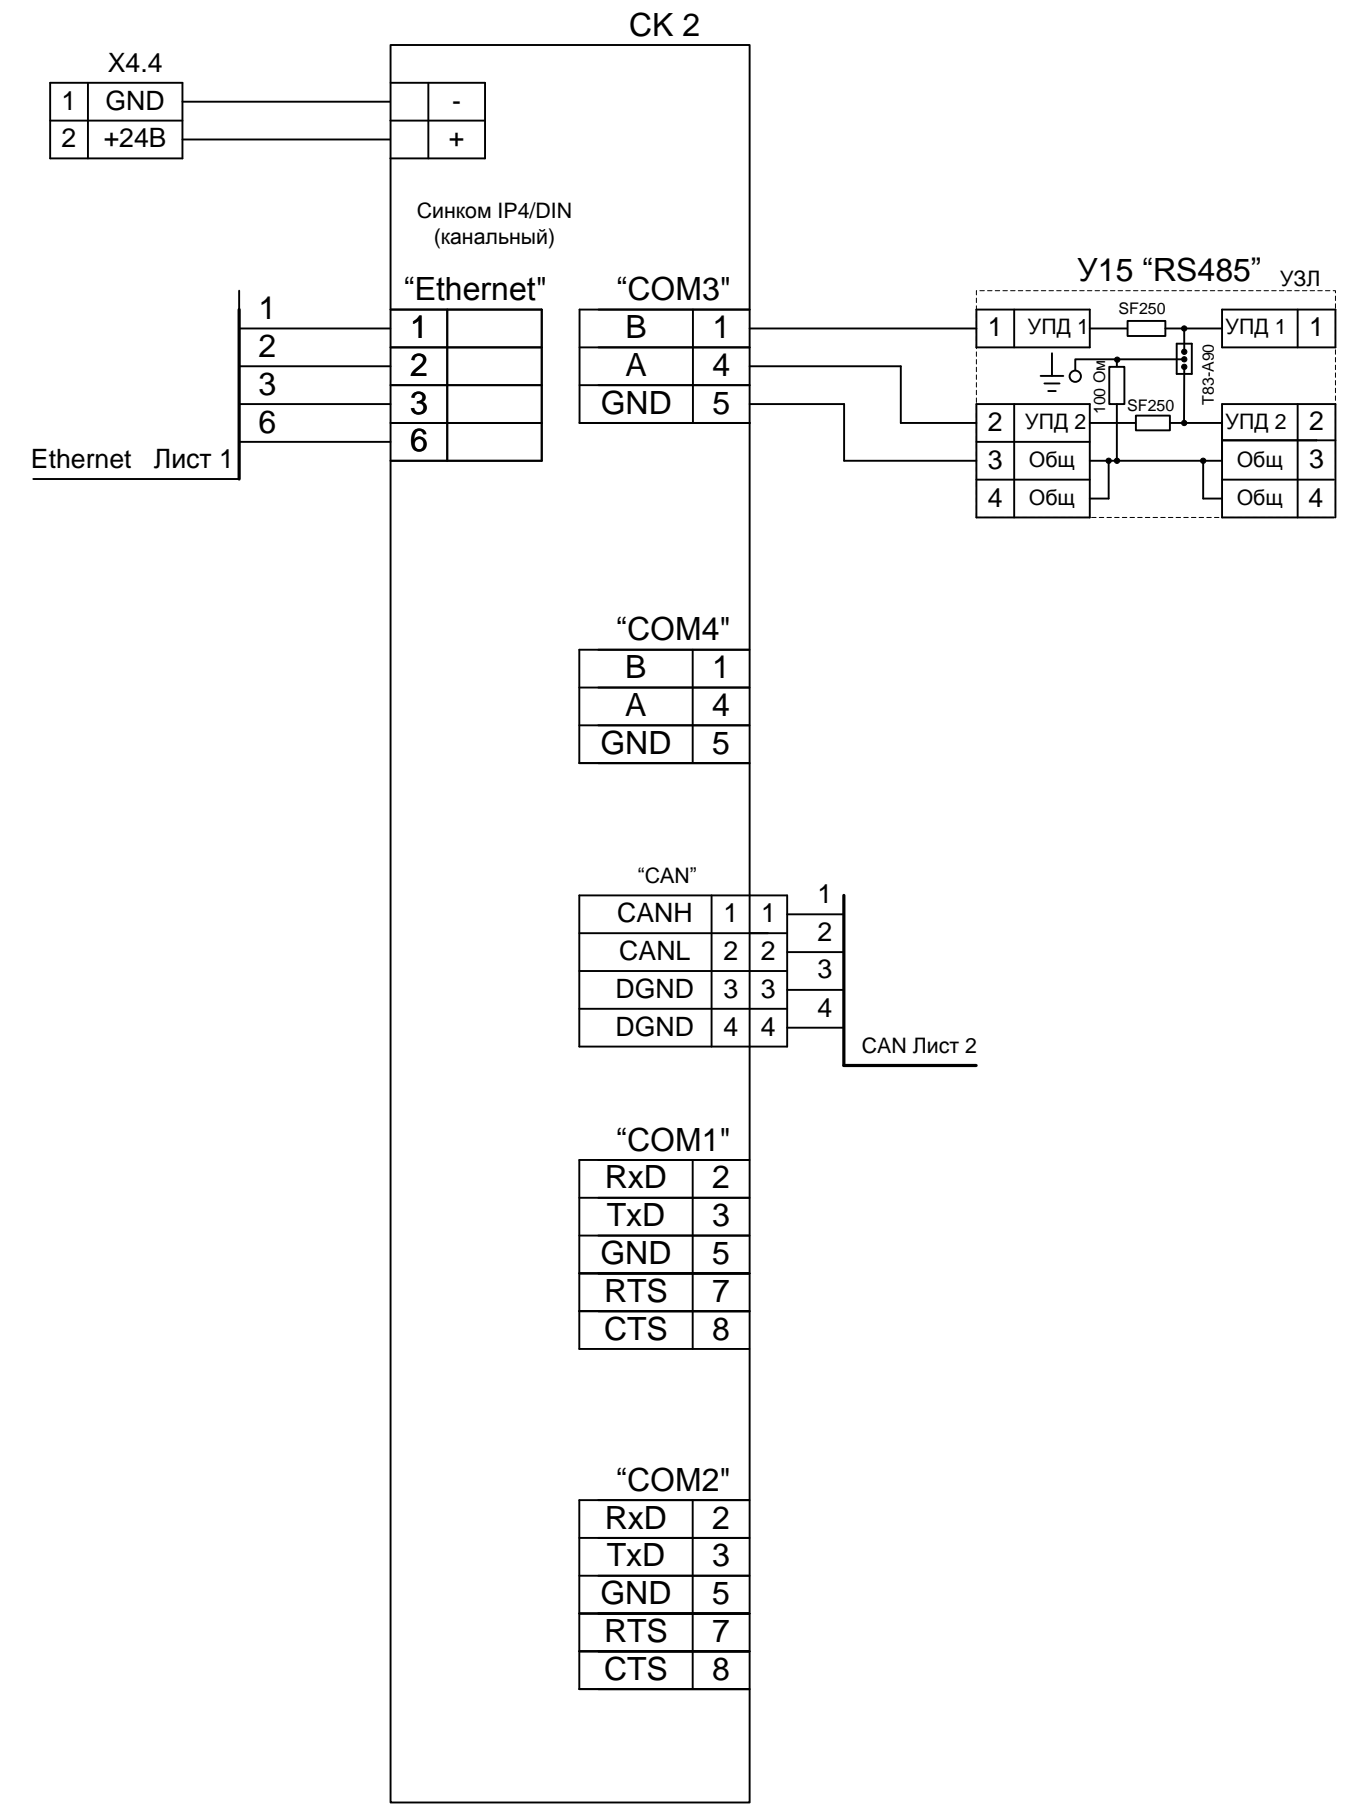 СК 2
X4.4
1 GND
2 +24В
-
+
Синком IP4/DIN
(канальный)
“Ethernet"
1
2
3
6
1
2
3
6
Ethernet Лист 1
“COM3"
B 1
A 4
GND 5
У15 “RS485” УЗЛ
1 УПД 1
SF250
УПД 1 1
100 Ом
T83-A90
2 УПД 2
SF250
УПД 2 2
3 Общ
Общ 3
4 Общ
Общ 4
“COM4"
B 1
A 4
GND 5
“CAN”
CANH 1 1
CANL 2 2
DGND 3 3
DGND 4 4
1
2
3
4
CAN Лист 2
“COM1"
RxD 2
TxD 3
GND 5
RTS 7
CTS 8
“COM2"
RxD 2
TxD 3
GND 5
RTS 7
CTS 8